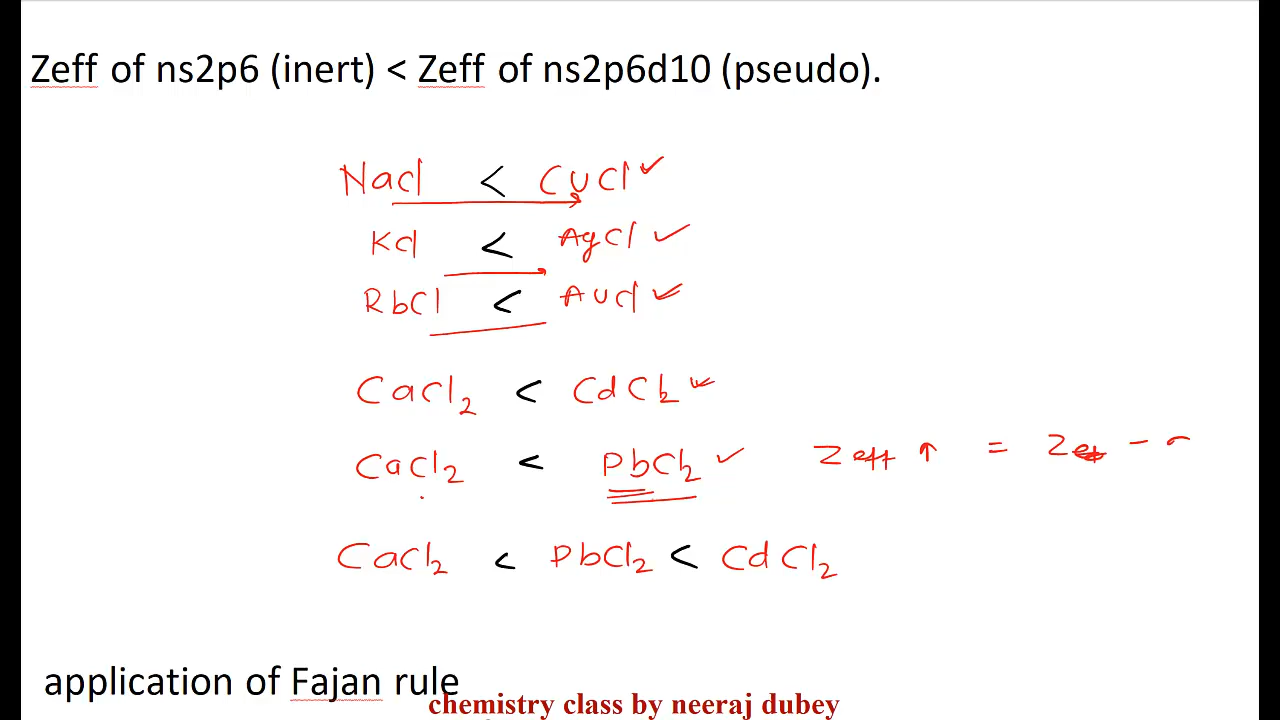 Zeff of ns2p6 (inert) < Zeff of ns2p6d10 (pseudo).
Nacl < CuCl ✓
Kcl < AgCl ✓
RbCl < AuCl ✓
CaCl2 < CdCl2 ✓
CaCl2 < PbCl2 ✓ Zeff ↑ =
CaCl2 < PbCl2 < CdCl2
application of Fajan rule
chemistry class by neeraj dubey